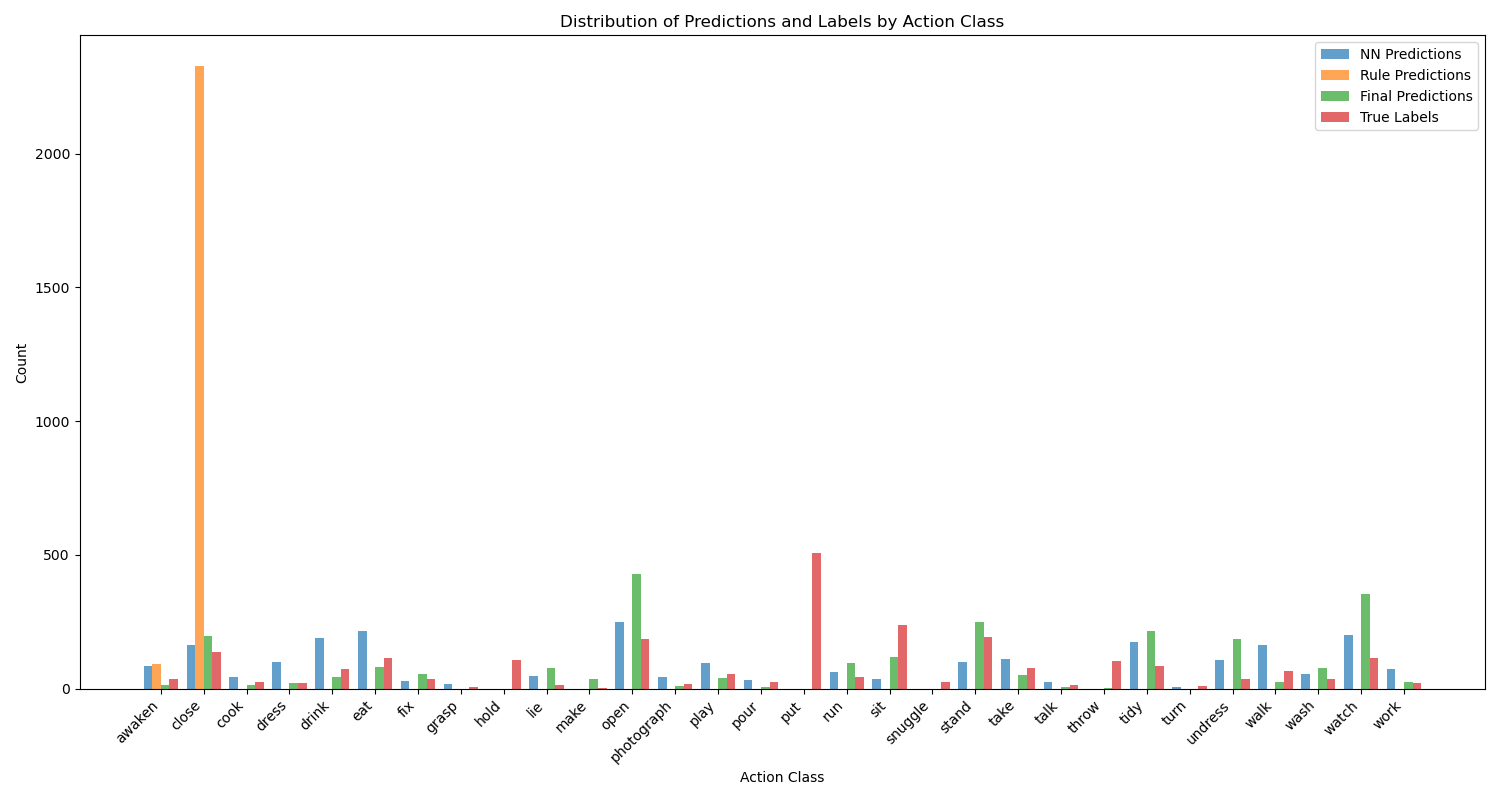 Distribution of Predictions and Labels by Action Class
NN Predictions
Rule Predictions
Final Predictions
True Labels
Count
2000
1500
1000
500
0
awaken
close
cook
dress
drink
eat
fix
grasp
hold
lie
make
open
photograph
play
pour
put
run
sit
snuggle
stand
take
talk
throw
tidy
turn
undress
walk
wash
watch
work
Action Class